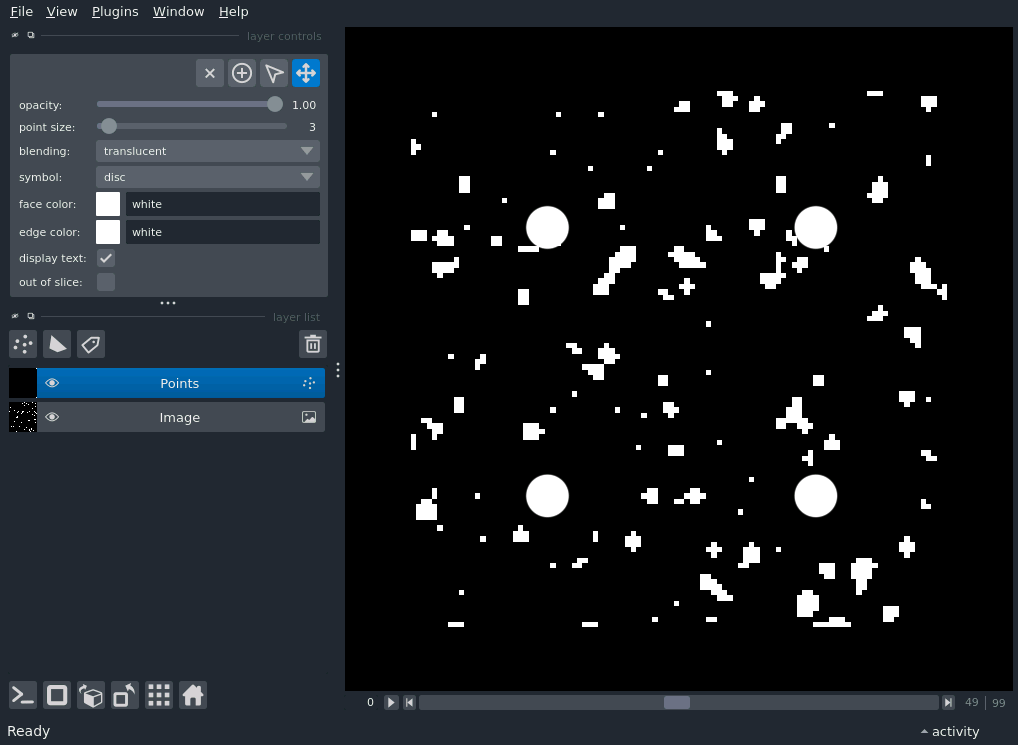 File View Plugins Window Help
layer controls
opacity: 1.00
point size: 3
blending: translucent
symbol: disc
face color: white
edge color: white
display text:
out of slice:
layer list
Points
Image
0 49 99
Ready activity